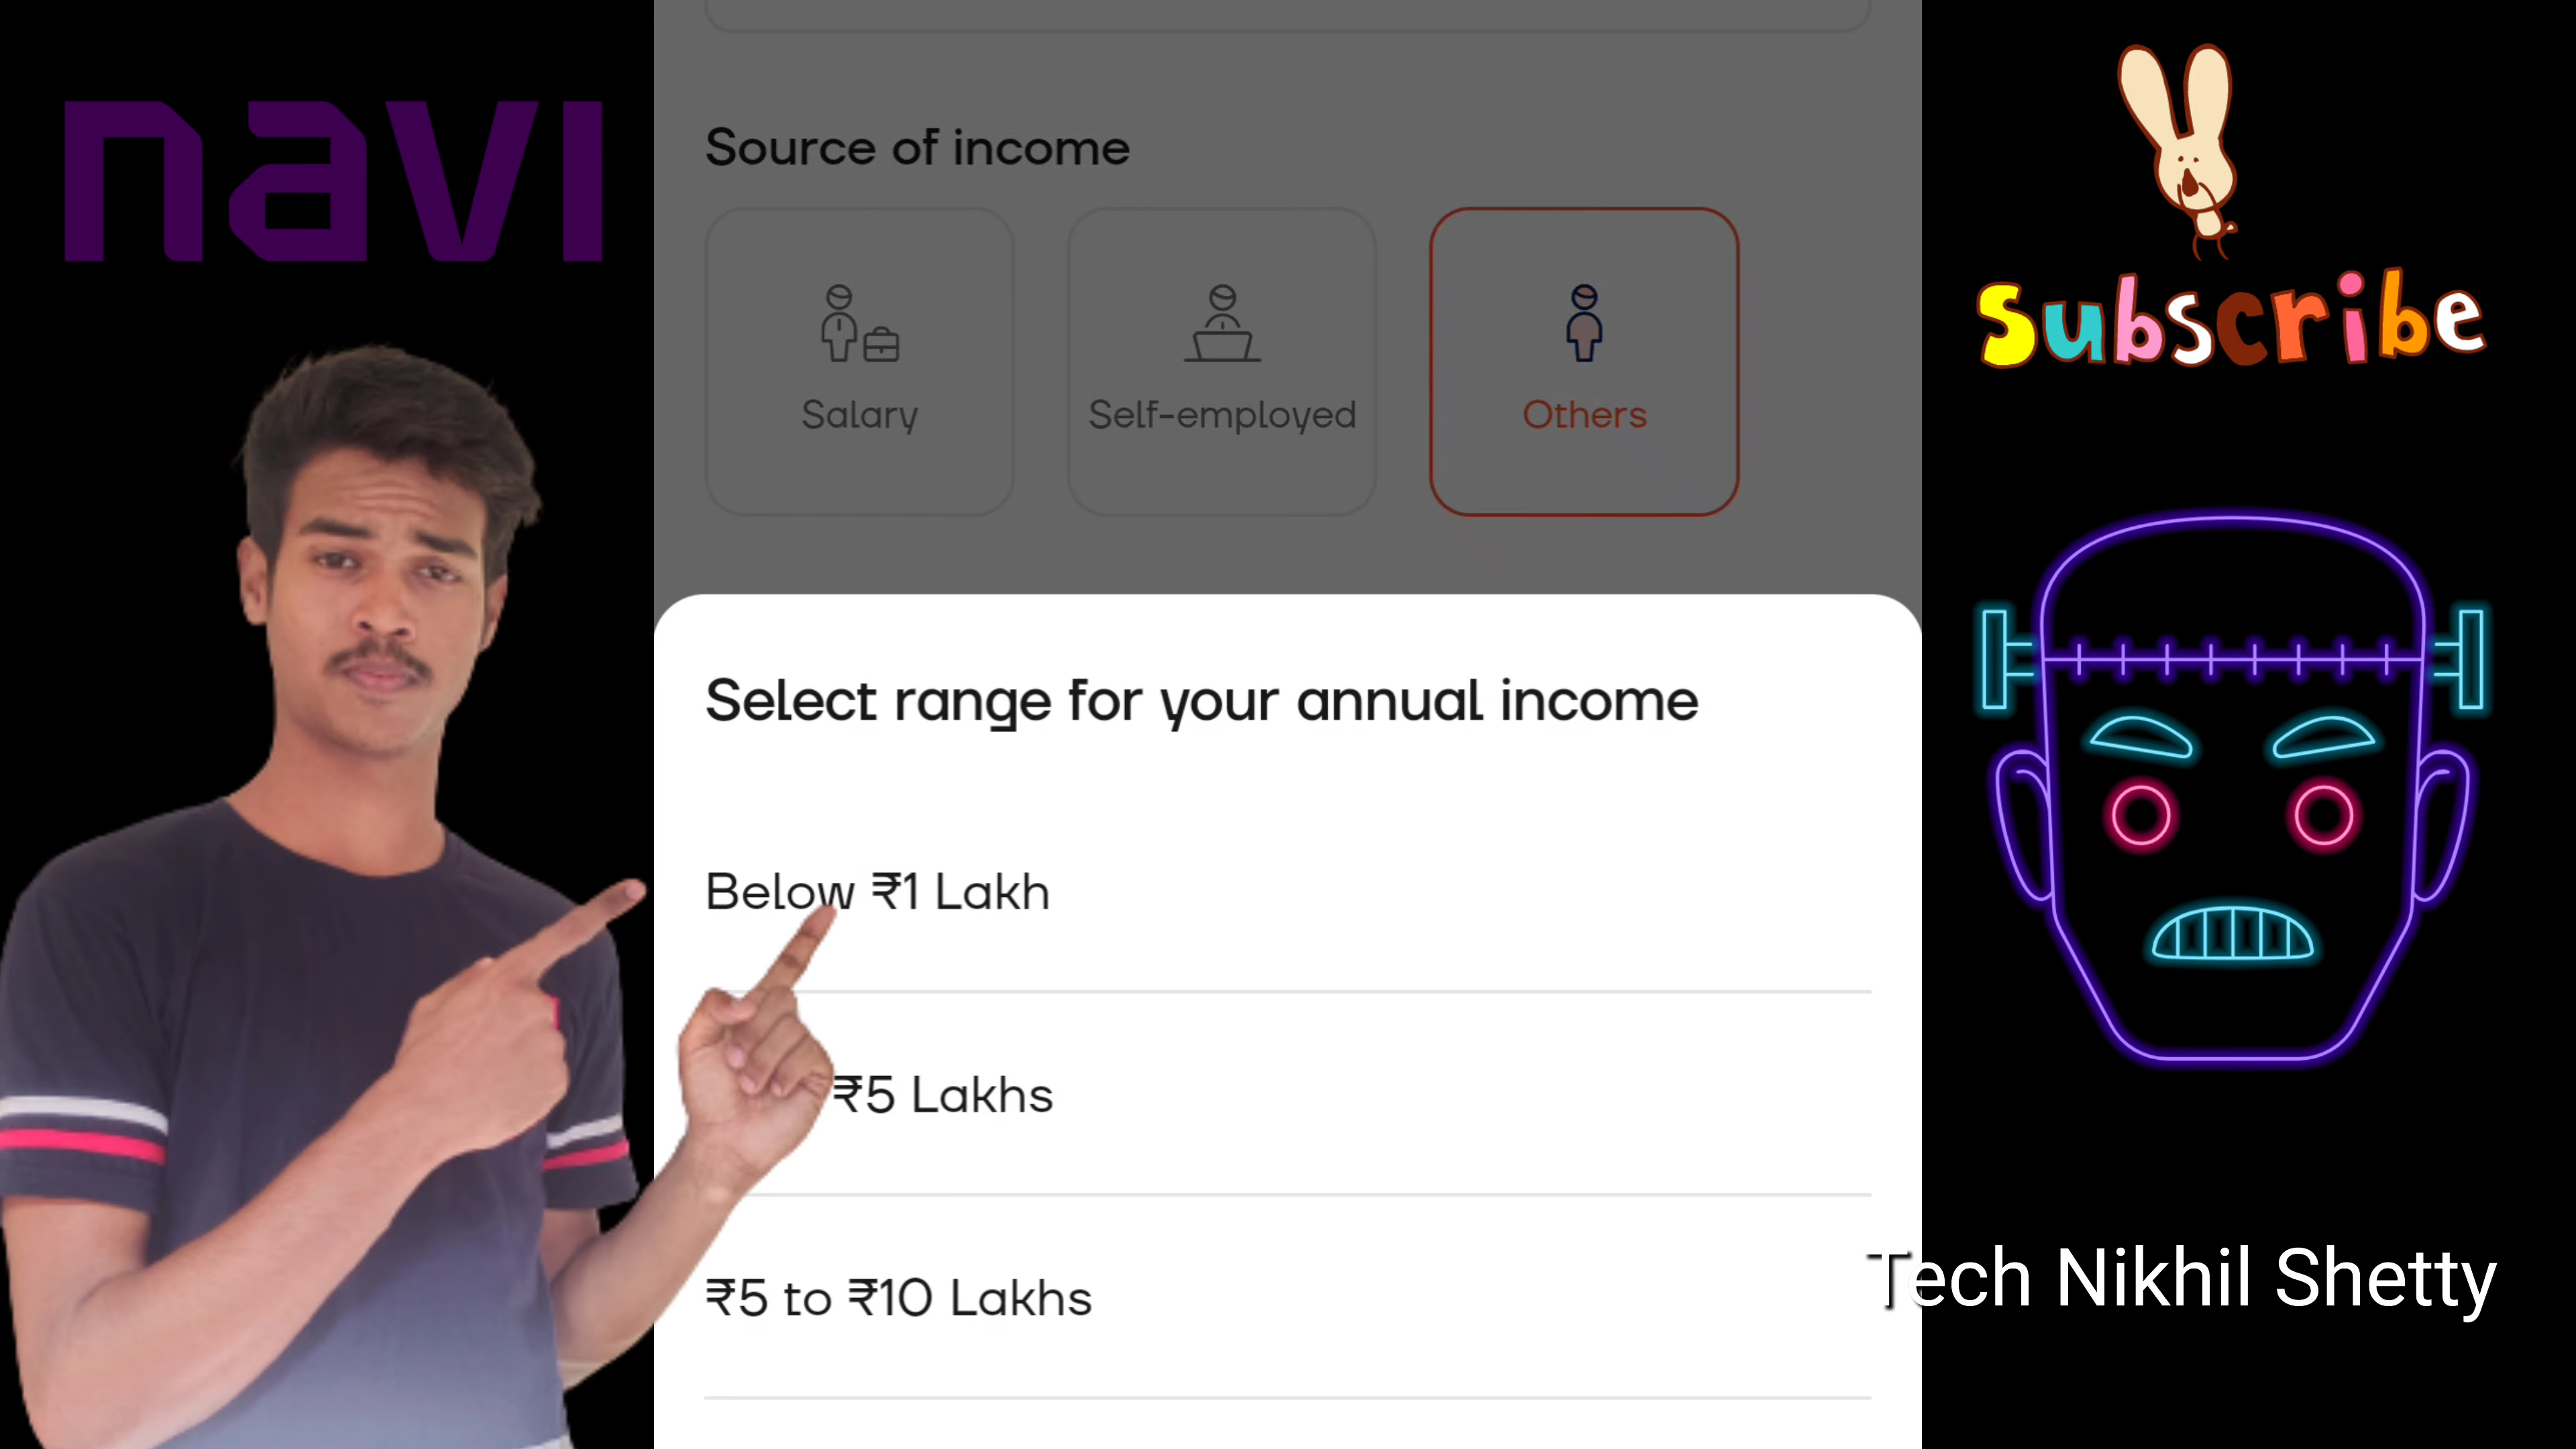 navi
Source of income
Salary
Self-employed
Others
Select range for your annual income
Below ₹1 Lakh
₹5 Lakhs
₹5 to ₹10 Lakhs
Subscribe
Tech Nikhil Shetty